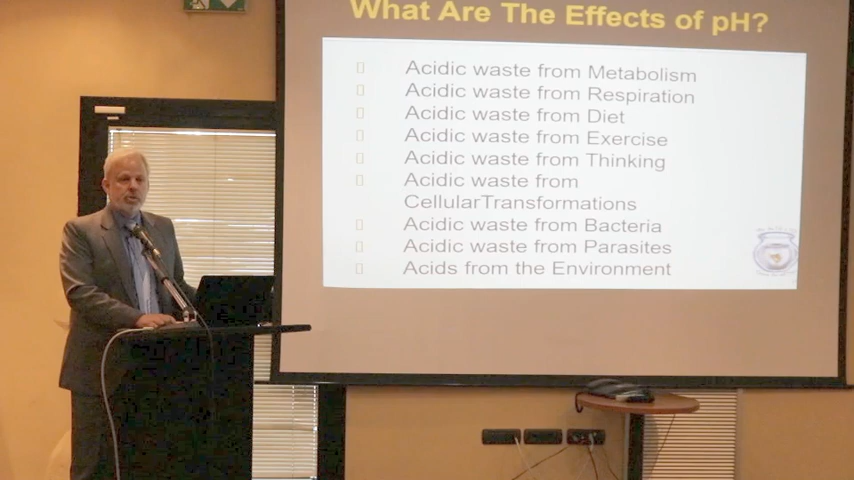 What Are The Effects of pH?
Acidic waste from Metabolism
Acidic waste from Respiration
Acidic waste from Diet
Acidic waste from Exercise
Acidic waste from Thinking
Acidic waste from
CellularTransformations
Acidic waste from Bacteria
Acidic waste from Parasites
Acids from the Environment